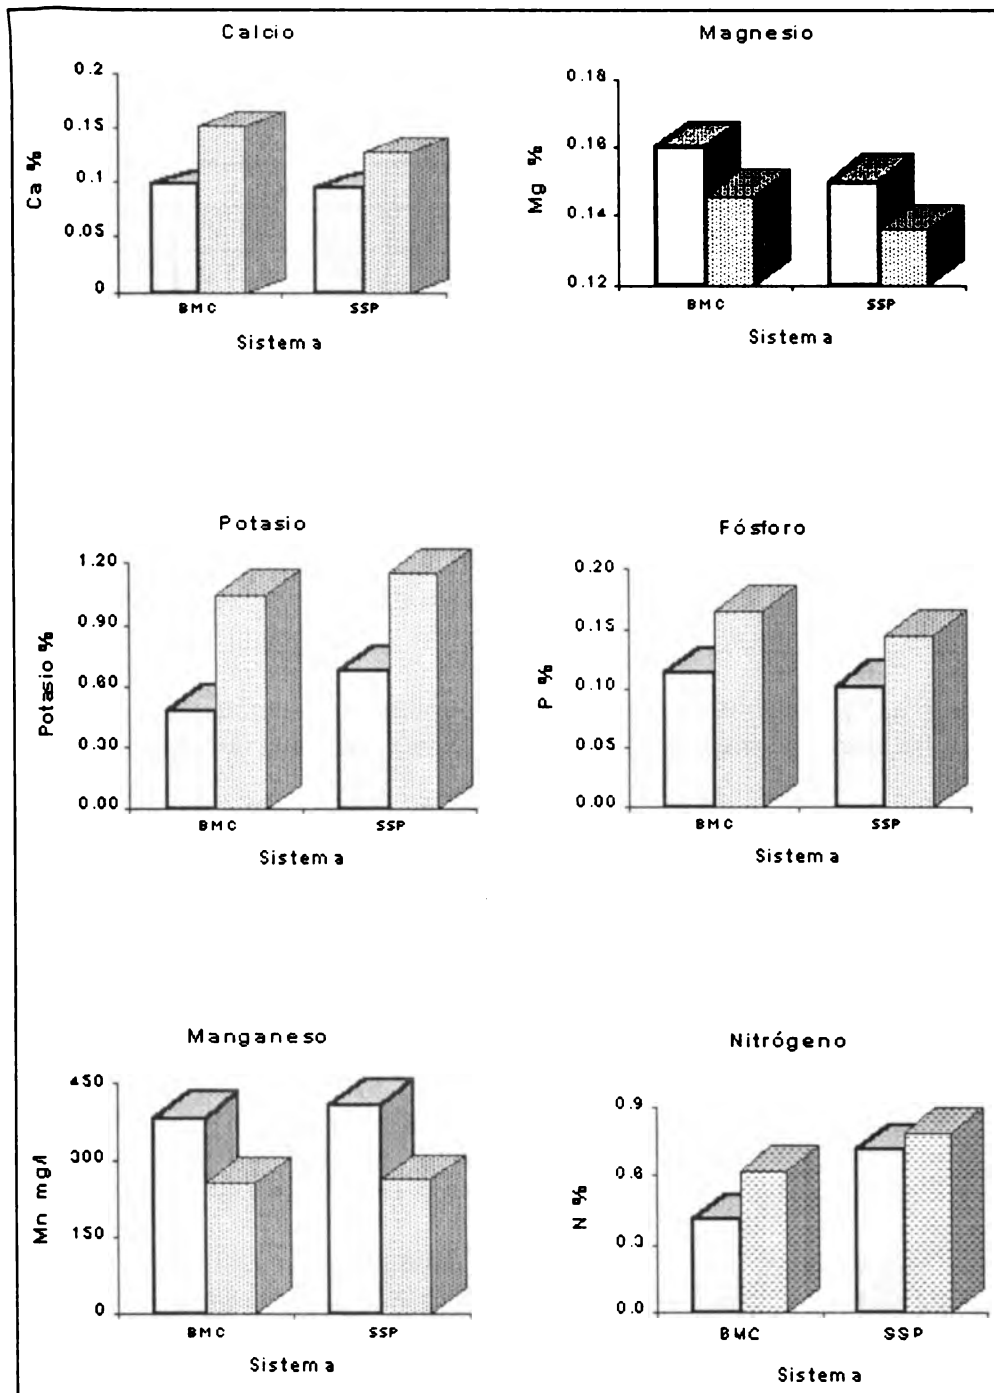 Calcio
Ca %
0.2
0.15
0.1
0.05
0
BMC SSP
Sistema
Magnesio
Mg %
0.18
0.16
0.14
0.12
BMC SSP
Sistema
Potasio
Potasio %
1.20
0.90
0.60
0.30
0.00
BMC SSP
Sistema
Fósforo
P %
0.20
0.15
0.10
0.05
0.00
BMC SSP
Sistema
Manganeso
Mn mg/l
450
300
150
0
BMC SSP
Sistema
Nitrógeno
N %
0.9
0.6
0.3
0.0
BMC SSP
Sistema